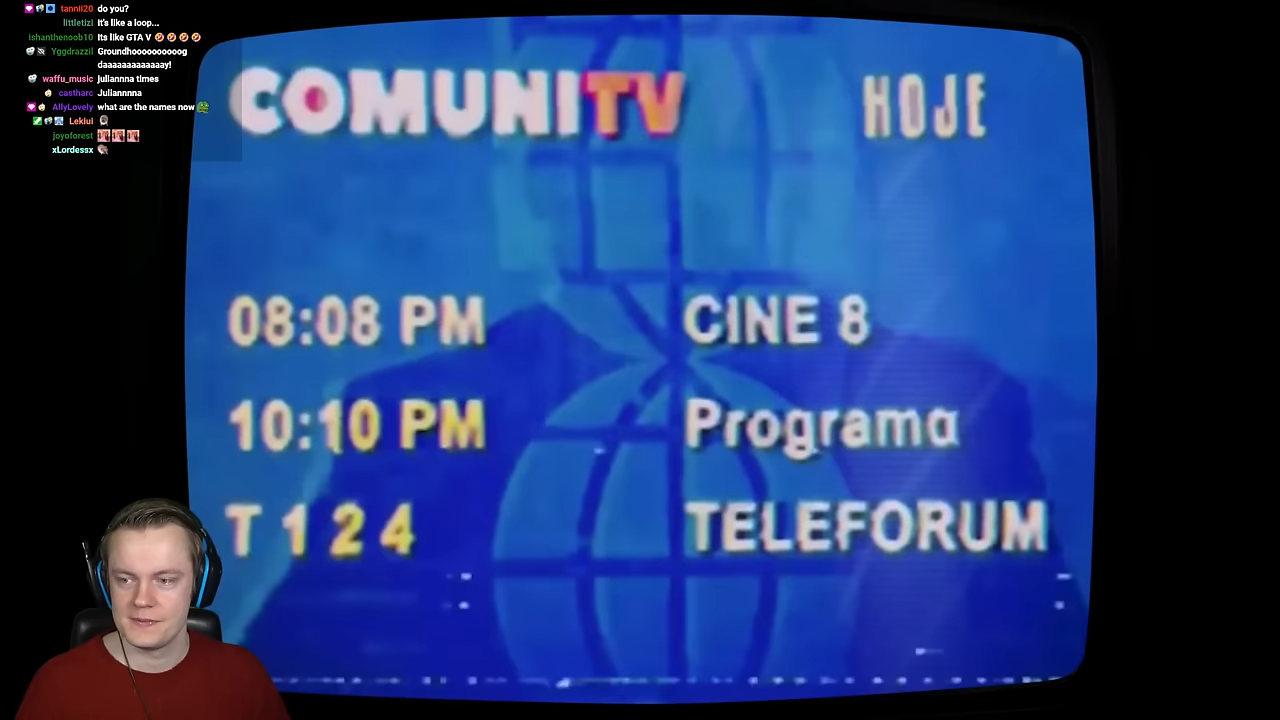 tannii20 do you?
littletizi It's like a loop...
ishanthenoob10 Its like GTA V
Yggdrazzil Groundhoooooooooog
daaaaaaaaaaaay!
waffu_music juliannna times
castharc Juliannnna
AllyLovely what are the names now
Lekiui
joyoforest
xLordessx
COMUNITV HOJE
08:08 PM CINE 8
10:10 PM Programa
T 1 2 4 TELEFORUM